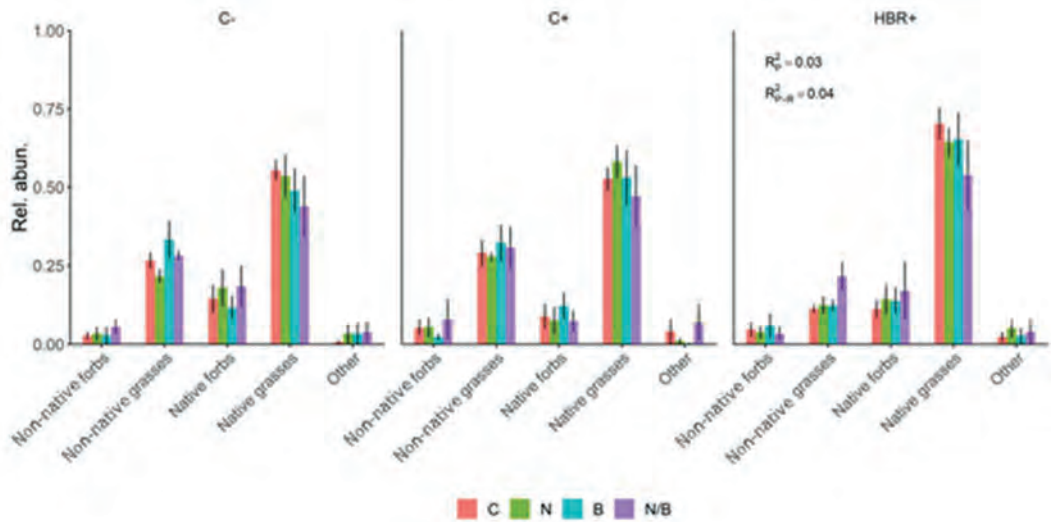 C- C+ HBR+
1.00
R²P = 0.03
0.75
R²P×R = 0.04
0.50
0.25
0.00
Rel. abun.
Non-native forbs Non-native grasses Native forbs Native grasses Other
Non-native forbs Non-native grasses Native forbs Native grasses Other
Non-native forbs Non-native grasses Native forbs Native grasses Other
C N B N/B